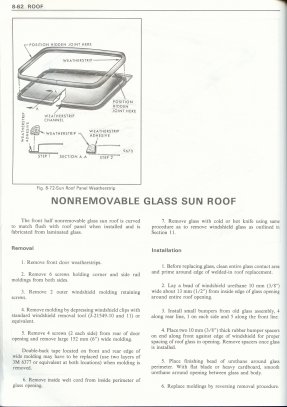 8-62. ROOF
POSITION HIDDEN JOINT HERE
WEATHERSTRIP
POSITION
HIDDEN
JOINT HERE
WEATHERSTRIP
CHANNEL
WEATHERSTRIP
ADHESIVE
WEATHERSTRIP
WEATHERSTRIP
ADHESIVE
STEP 1
SECTION A-A
STEP 2
9675
Fig. 8-72-Sun Roof Panel Weatherstrip
NONREMOVABLE GLASS SUN ROOF
The front half nonremovable glass sun roof is curved
to match flush with roof panel when installed and is
fabricated from laminated glass.
Removal
1. Remove front door weatherstrips.
2. Remove 6 screws holding corner and side rail
moldings from both sides.
3. Remove 2 outer windshield molding retaining
screws.
4. Remove molding by depressing windshield clips with
standard windshield removal tool (J-21549-10 and 11) or
equivalent.
5. Remove 4 screws (2 each side) from rear of door
opening and remove large 152 mm (6") wide molding.
Double-back tape located on front and rear edge of
wide molding may have to be replaced (use two layers of
3M 6377 or equivalent at both locations) when molding is
removed.
6. Remove inside welt cord from inside perimeter of
glass opening.
7. Remove glass with cold or hot knife using same
procedure as to remove windshield glass as outlined in
Section 11.
Installation
1. Before replacing glass, clean entire glass contact area
and prime around edge of welded-in roof replacement.
2. Lay a bead of windshield urethane 10 mm (3/8")
wide about 13 mm (1/2") from inside edge of glass opening
around entire roof opening.
3. Install small bumpers from old glass assembly, 4
along rear line, 1 on each side and 5 along the front line.
4. Place two 10 mm (3/8") thick rubber bumper spacers
on end along front against edge of windshield for proper
spacing of roof glass to opening. Remove spacers once glass
is installed.
5. Place finishing bead of urethane around glass
perimeter. With flat blade or heavy cardboard, smooth
urethane around opening between glass and body.
6. Replace moldings by reversing removal procedure.